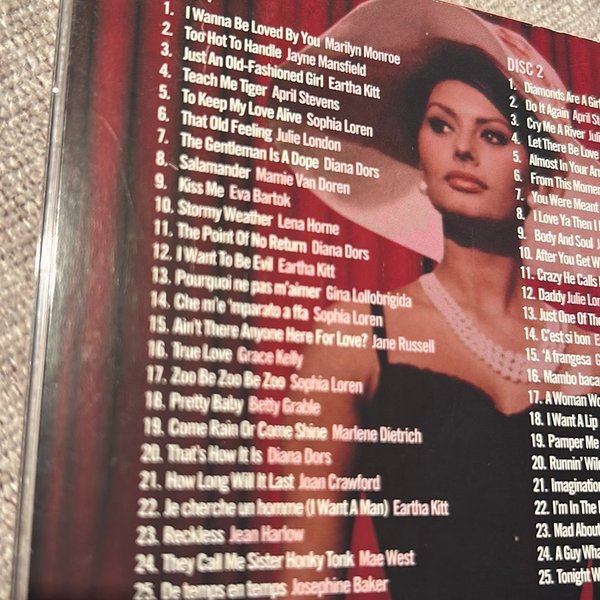 1. I Wanna Be Loved By You Marilyn Monroe
2. Too Hot To Handle Jayne Mansfield
3. Just An Old-Fashioned Girl Eartha Kitt
4. Teach Me Tiger April Stevens
5. To Keep My Love Alive Sophia Loren
6. That Old Feeling Julie London
7. The Gentleman Is A Dope Diana Dors
8. Salamander Mamie Van Doren
9. Kiss Me Eva Bartok
10. Stormy Weather Lena Horne
11. The Point Of No Return Diana Dors
12. I Want To Be Evil Eartha Kitt
13. Pourquoi ne pas m'aimer Gina Lollobrigida
14. Che m'e 'mparato a ffa Sophia Loren
15. Ain't There Anyone Here For Love? Jane Russell
16. True Love Grace Kelly
17. Zoo Be Zoo Be Zoo Sophia Loren
18. Pretty Baby Betty Grable
19. Come Rain Or Come Shine Marlene Dietrich
20. That's How It Is Diana Dors
21. How Long Will It Last Joan Crawford
22. Je cherche un homme (I Want A Man) Eartha Kitt
23. Reckless Jean Harlow
24. They Call Me Sister Honky Tonk Mae West
25. De temps en temps Josephine Baker
DISC 2
1. Diamonds Are A
2. Do It Again April
3. Cry Me A River
4. Let There Be Love
5. Almost In Your
6. From This
7. You Were Meant
8. I Love Ya Then I
9. Body And Soul
10. After You Get
11. Crazy He Calls
12. Daddy Julie
13. Just One Of
14. C'est si bon
15. 'A frangesa
16. Mambo
17. A Woman
18. I Want A Lip
19. Pamper Me
20. Runnin'
21.
22. I'm In The
23. Mad About
24. A Guy
25. Tonight